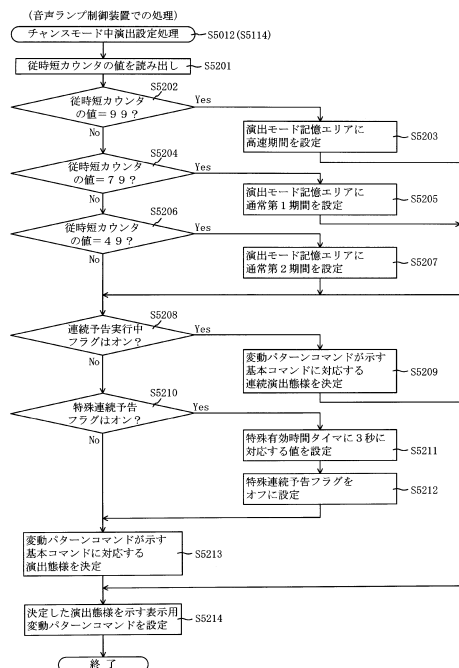 (音声ランプ制御装置での処理)
チャンスモード中演出設定処理
S5012(S5114)
従時短カウンタの値を読み出し
S5201
S5202
従時短カウンタ
の値=99?
Yes
No
演出モード記憶エリアに
高速期間を設定
S5203
S5204
従時短カウンタ
の値=79?
Yes
No
演出モード記憶エリアに
通常第1期間を設定
S5205
S5206
従時短カウンタ
の値=49?
Yes
No
演出モード記憶エリアに
通常第2期間を設定
S5207
S5208
連続予告実行中
フラグはオン?
Yes
No
変動パターンコマンドが示す
基本コマンドに対応する
連続演出態様を決定
S5209
S5210
特殊連続予告
フラグはオン?
Yes
No
特殊有効時間タイマに3秒に
対応する値を設定
S5211
特殊連続予告フラグを
オフに設定
S5212
変動パターンコマンドが示す
基本コマンドに対応する
演出態様を決定
S5213
決定した演出態様を示す表示用
変動パターンコマンドを設定
S5214
終了